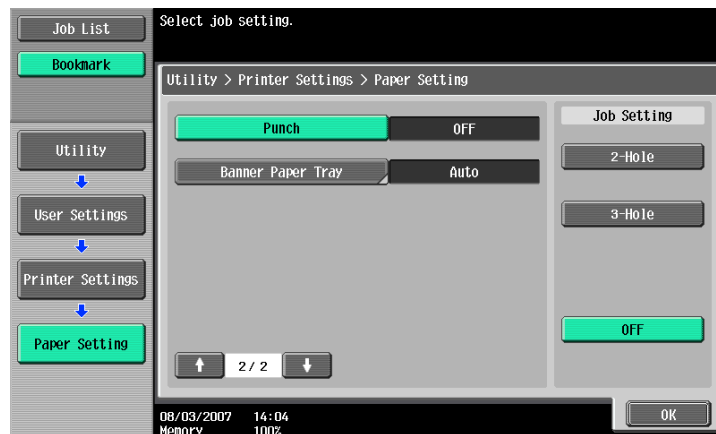 Job List
Bookmark
Utility
User Settings
Printer Settings
Paper Setting
Select job setting.
Utility > Printer Settings > Paper Setting
Punch OFF
Banner Paper Tray Auto
2/2
Job Setting
2-Hole
3-Hole
OFF
08/03/2007 14:04
Memory 100%
OK